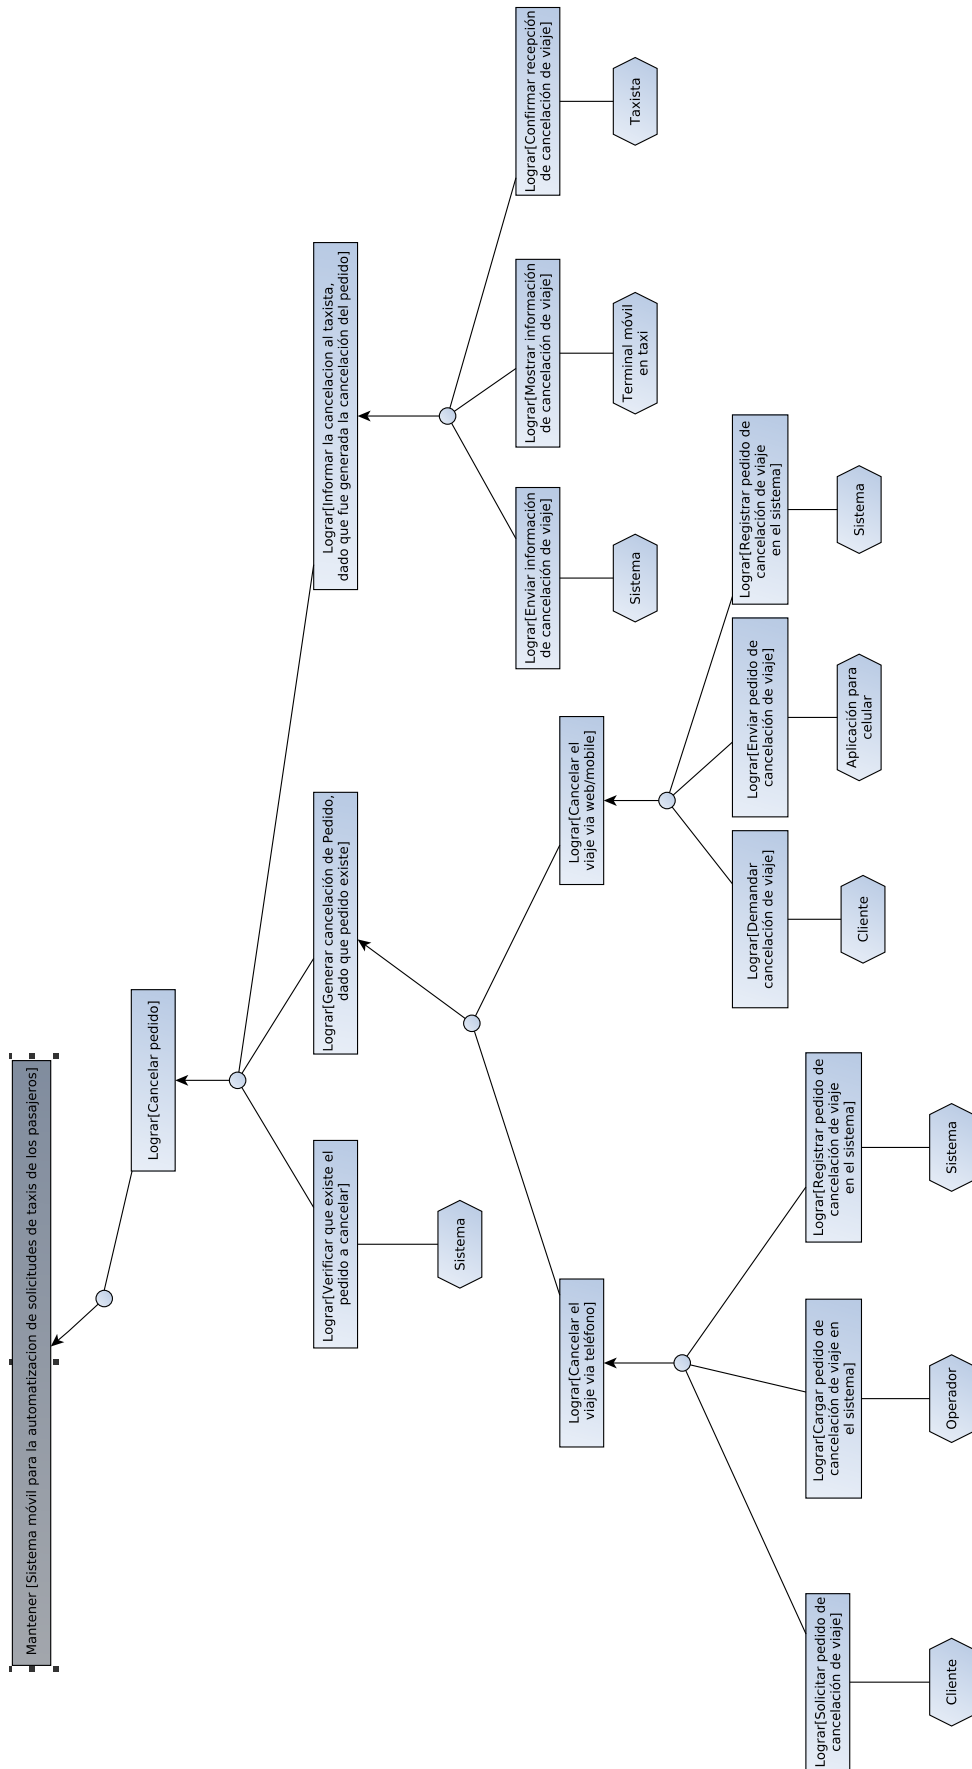 Mantener [Sistema móvil para la automatizacion de solicitudes de taxis de los pasajeros]
Lograr[Cancelar pedido]
Lograr[Verificar que existe el
pedido a cancelar]
Sistema
Lograr[Generar cancelación de Pedido,
dado que pedido existe]
Lograr[Informar la cancelacion al taxista,
dado que fue generada la cancelación del pedido]
Lograr[Enviar información
de cancelación de viaje]
Sistema
Lograr[Mostrar información
de cancelación de viaje]
Terminal móvil
en taxi
Lograr[Confirmar recepción
de cancelación de viaje]
Taxista
Lograr[Cancelar el
viaje via teléfono]
Lograr[Cancelar el
viaje via web/mobile]
Lograr[Demandar
cancelación de viaje]
Cliente
Lograr[Enviar pedido de
cancelación de viaje]
Aplicación para
celular
Lograr[Registrar pedido de
cancelación de viaje
en el sistema]
Sistema
Lograr[Solicitar pedido de
cancelación de viaje]
Cliente
Lograr[Cargar pedido de
cancelación de viaje en
el sistema]
Operador
Lograr[Registrar pedido de
cancelación de viaje
en el sistema]
Sistema